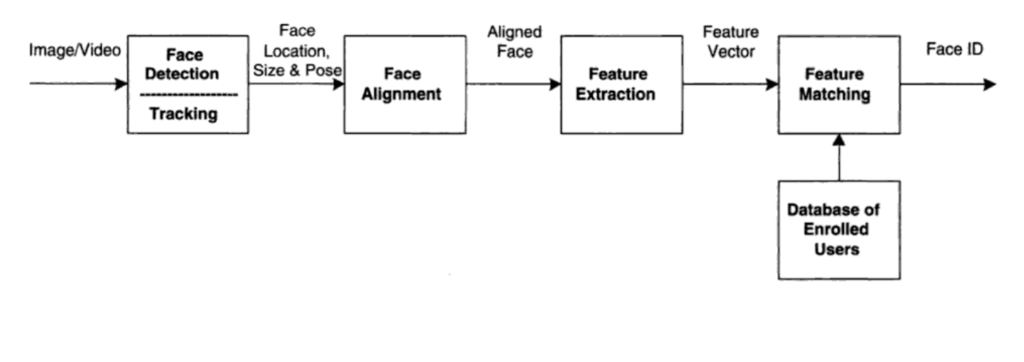 Image/Video
Face
Detection
Tracking
Face
Location,
Size & Pose
Face
Alignment
Aligned
Face
Feature
Extraction
Feature
Vector
Feature
Matching
Face ID
Database of
Enrolled
Users